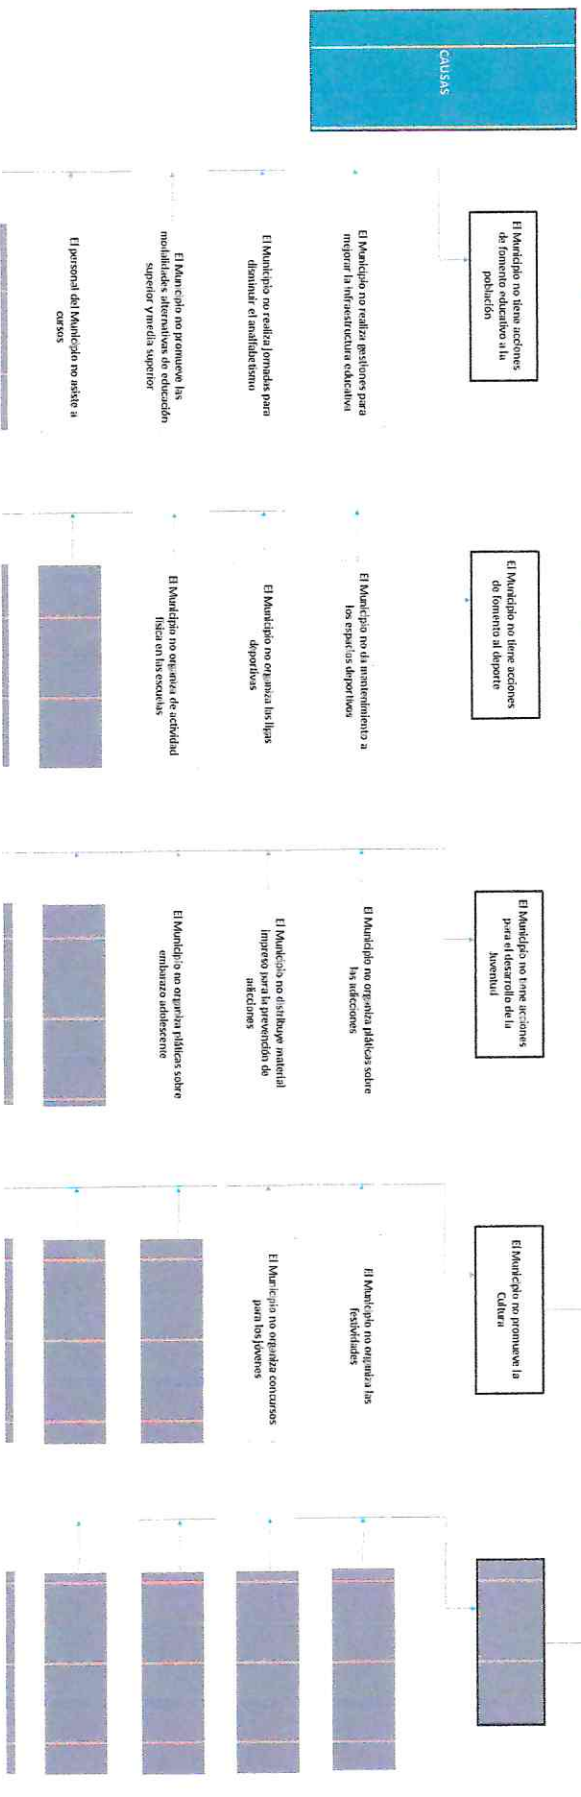 CAUSAS
El Municipio no tiene acciones
de fomento educativo a la
población
El Municipio no realiza gestiones para
mejorar la infraestructura educativa
El Municipio no realiza jornadas para
disminuir el analfabetismo
El Municipio no promueve las
modalidades alternativas de educación
superior y media superior
El personal del Municipio no asiste a
cursos
El Municipio no tiene acciones
de fomento al deporte
El Municipio no da mantenimiento a
los espacios deportivos
El Municipio no organiza las ligas
deportivas
El Municipio no organiza de actividad
física en las escuelas
El Municipio no tiene acciones
para el desarrollo de la
Juventud
El Municipio no organiza pláticas sobre
las adicciones
El Municipio no distribuye material
impreso para la prevención de
adicciones
El Municipio no organiza pláticas sobre
embarazo adolescente
El Municipio no promueve la
Cultura
El Municipio no organiza las
festividades
El Municipio no organiza concursos
para los jóvenes